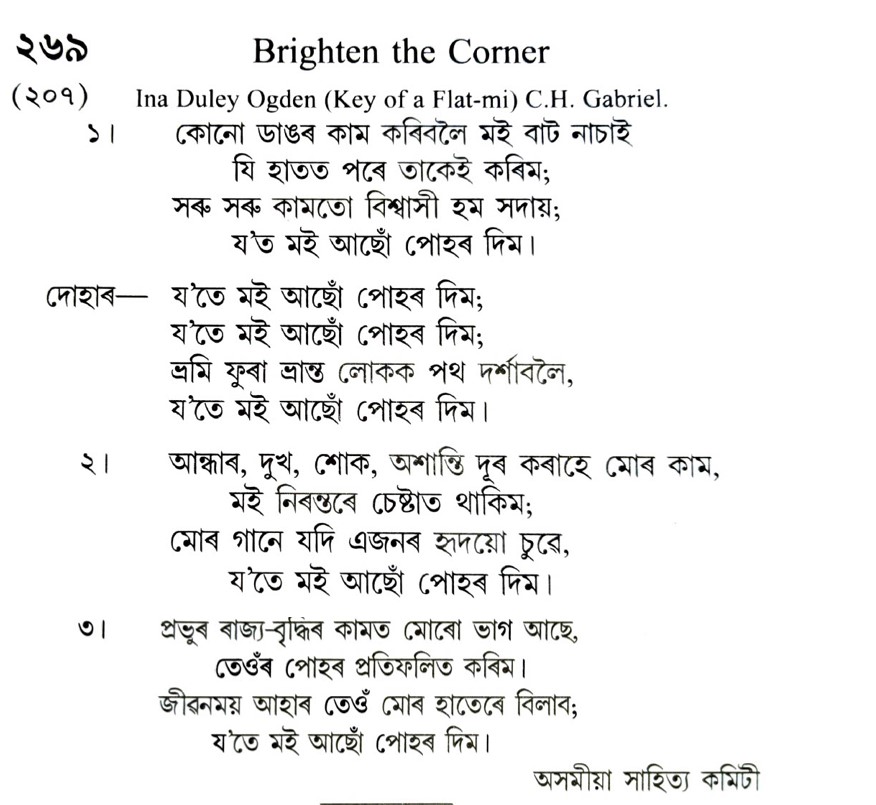 ২৬৯ Brighten the Corner
(২০৭) Ina Duley Ogden (Key of a Flat-mi) C.H. Gabriel.
১। কোনো ডাঙৰ কাম কৰিবলৈ মই বাট নাচাই
যি হাতত পৰে তাকেই কৰিম;
সৰু সৰু কামতো বিশ্বাসী হম সদায়;
য'ত মই আছোঁ পোহৰ দিম।
দোহাৰ— য'তে মই আছোঁ পোহৰ দিম;
য'তে মই আছোঁ পোহৰ দিম;
ভ্ৰমি ফুৰা ভ্ৰান্ত লোকক পথ দৰ্শাবলৈ,
য'তে মই আছোঁ পোহৰ দিম।
২। আন্ধাৰ, দুখ, শোক, অশান্তি দূৰ কৰাহে মোৰ কাম,
মই নিৰন্তৰে চেষ্টাত থাকিম;
মোৰ গানে যদি এজনৰ হৃদয়ো চুৱে,
য'তে মই আছোঁ পোহৰ দিম।
৩। প্ৰভুৰ ৰাজ্য-বৃদ্ধিৰ কামত মোৰো ভাগ আছে,
তেওঁৰ পোহৰ প্ৰতিফলিত কৰিম।
জীৱনময় আহাৰ তেওঁ মোৰ হাতেৰে বিলাব;
য'তে মই আছোঁ পোহৰ দিম।
অসমীয়া সাহিত্য কমিটী